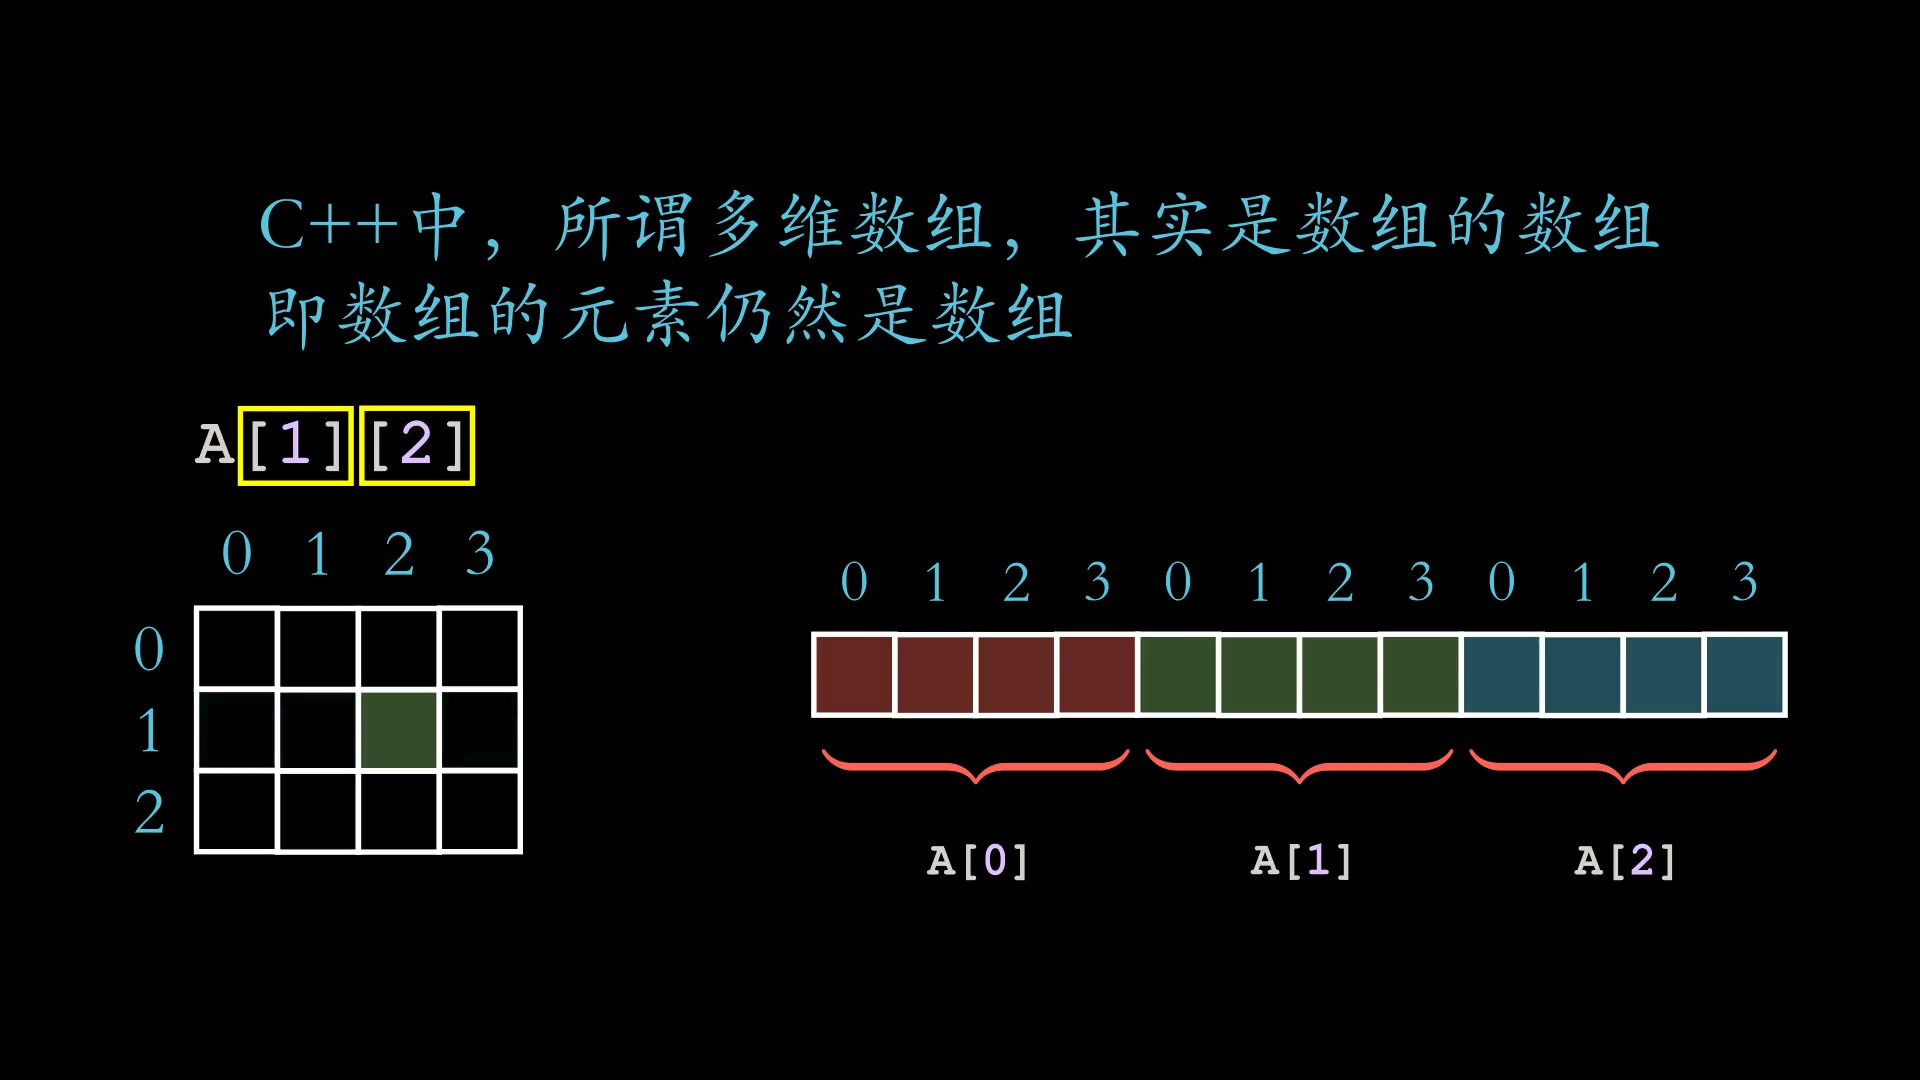 C++中，所谓多维数组，其实是数组的数组
即数组的元素仍然是数组
A[1][2]
0 1 2 3
0
1
2
0 1 2 3 0 1 2 3 0 1 2 3
A[0] A[1] A[2]